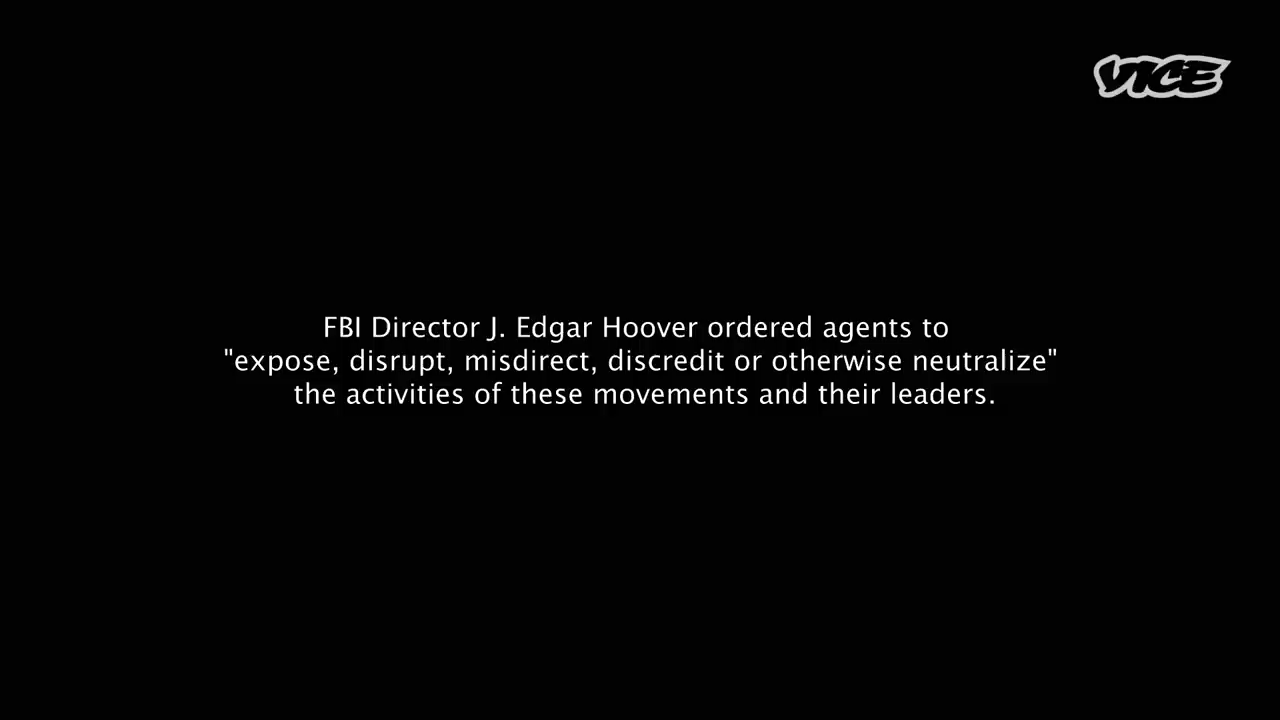 VICE
FBI Director J. Edgar Hoover ordered agents to
"expose, disrupt, misdirect, discredit or otherwise neutralize"
the activities of these movements and their leaders.